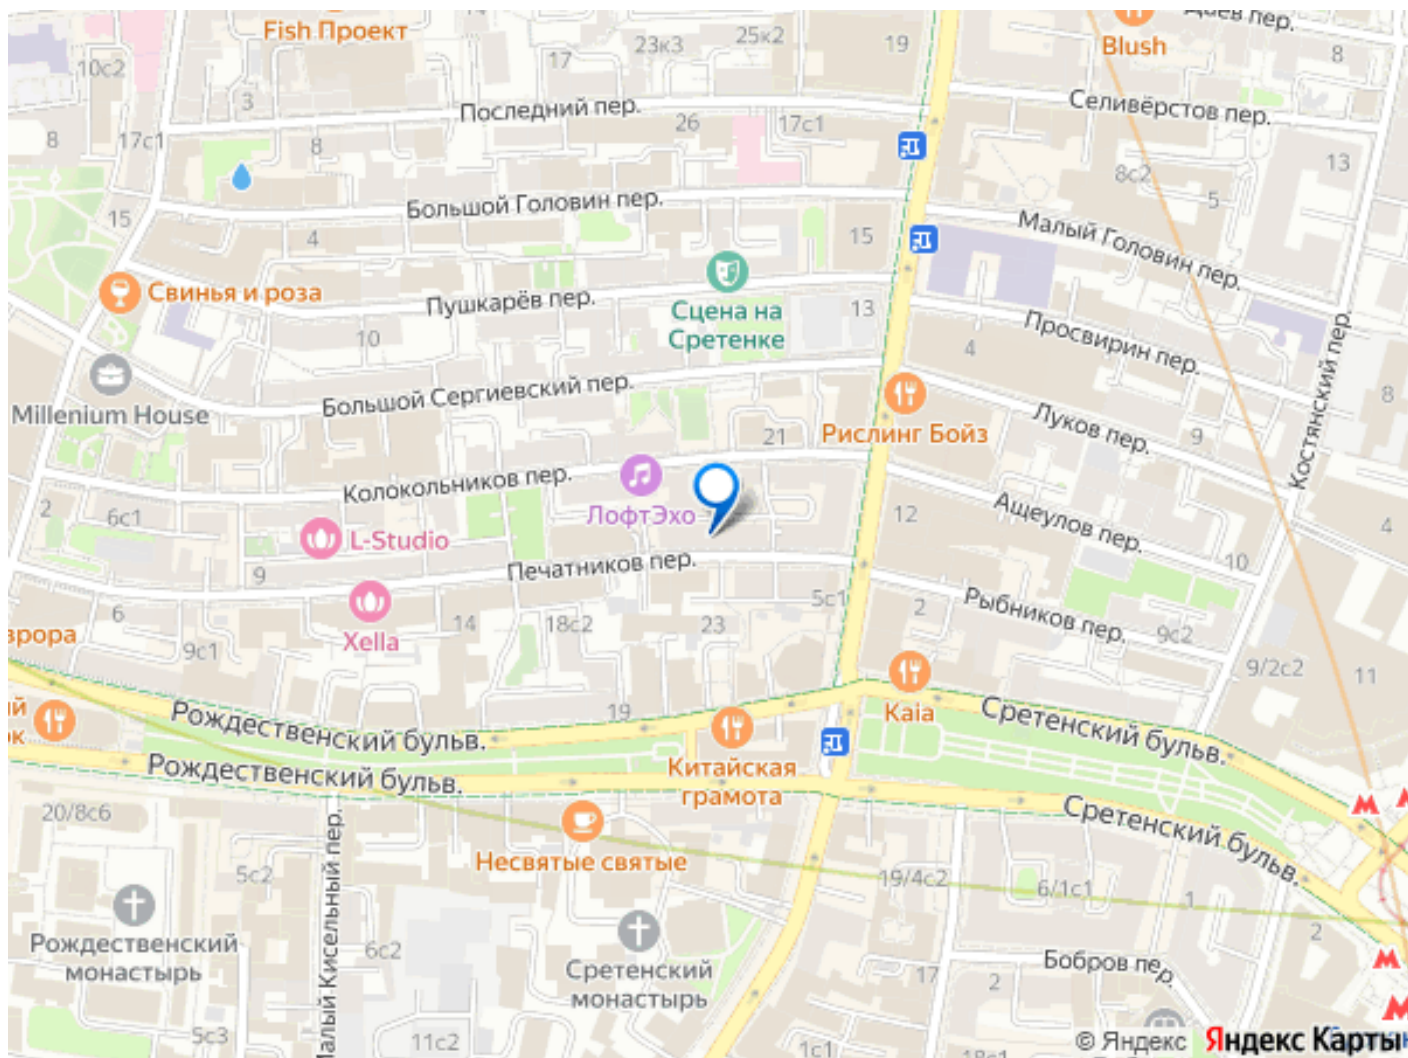 Fish Проект
23к3
25к2
19
Blush
Даев пер.
8
17
10с2
3
Последний пер.
26
17с1
Селивёрстов пер.
8
17с1
8
13
8с2
5
15
Большой Головин пер.
4
15
Малый Головин пер.
Свинья и роза
Пушкарёв пер.
Сцена на
Сретенке
13
10
4
Просвирин пер.
Костянский пер.
Millenium House
Большой Сергиевский пер.
8
21
Рислинг Бойз
Луков пер.
9
Колокольников пер.
2
6с1
ЛофтЭхо
12
Ащеулов пер.
4
L-Studio
10
9
Печатников пер.
5с1
2
Рыбников пер.
9с2
6
Xella
14
18с2
23
9с1
9/2с2
11
19
Kaia
Рождественский бульв.
Сретенский бульв.
Рождественский бульв.
Китайская
грамота
Сретенский бульв.
20/8с6
Малый Кисельный пер.
Несвятые святые
5с2
19/4с2
6/1с1
1
Рождественский
монастырь
6с2
Сретенский
монастырь
17
2
Бобров пер.
2
5с3
11с2
1с1
18с1
© Яндекс
Яндекс Карты